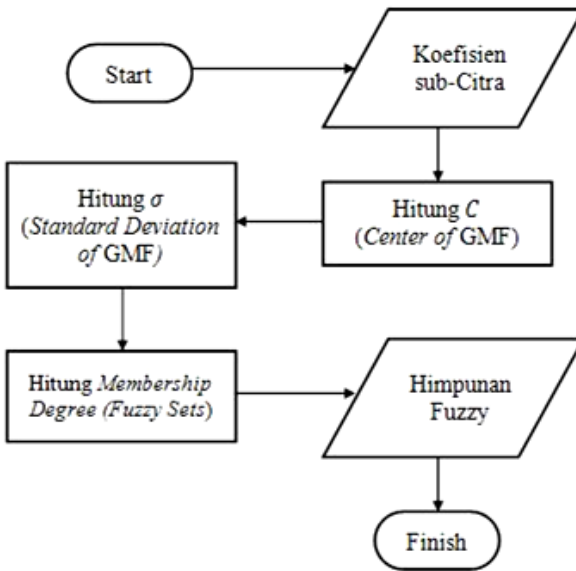 Start
Koefisien
sub-Citra
Hitung C
(Center of GMF)
Hitung σ
(Standard Deviation
of GMF)
Hitung Membership
Degree (Fuzzy Sets)
Himpunan
Fuzzy
Finish